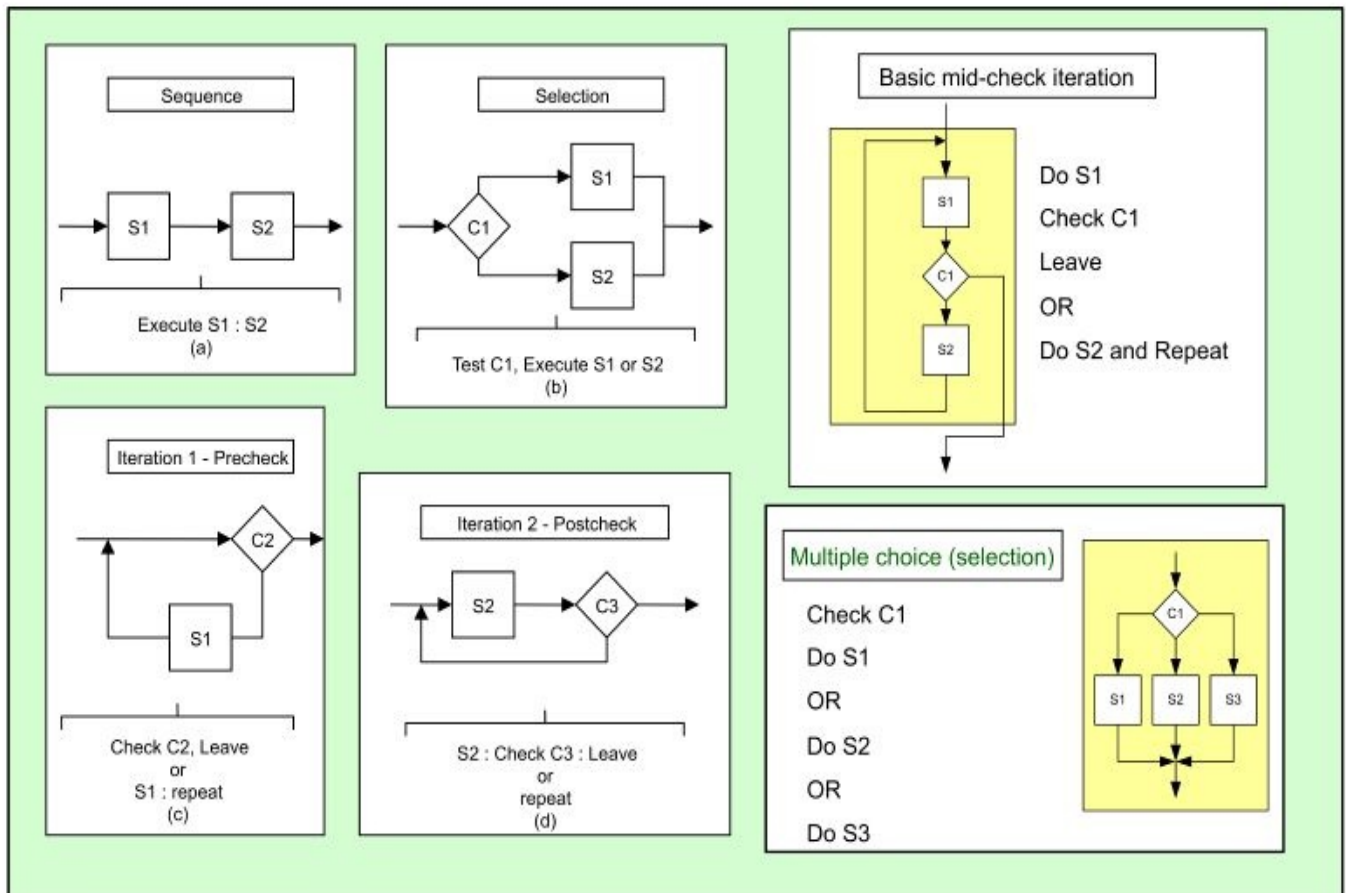 Sequence
S1
S2
Execute S1 : S2
(a)
Selection
S1
C1
S2
Test C1, Execute S1 or S2
(b)
Basic mid-check iteration
S1
C1
S2
Do S1
Check C1
Leave
OR
Do S2 and Repeat
Iteration 1 - Precheck
C2
S1
Check C2, Leave
or
S1 : repeat
(c)
Iteration 2 - Postcheck
S2
C3
S2 : Check C3 : Leave
or
repeat
(d)
Multiple choice (selection)
Check C1
Do S1
OR
Do S2
OR
Do S3
C1
S1
S2
S3